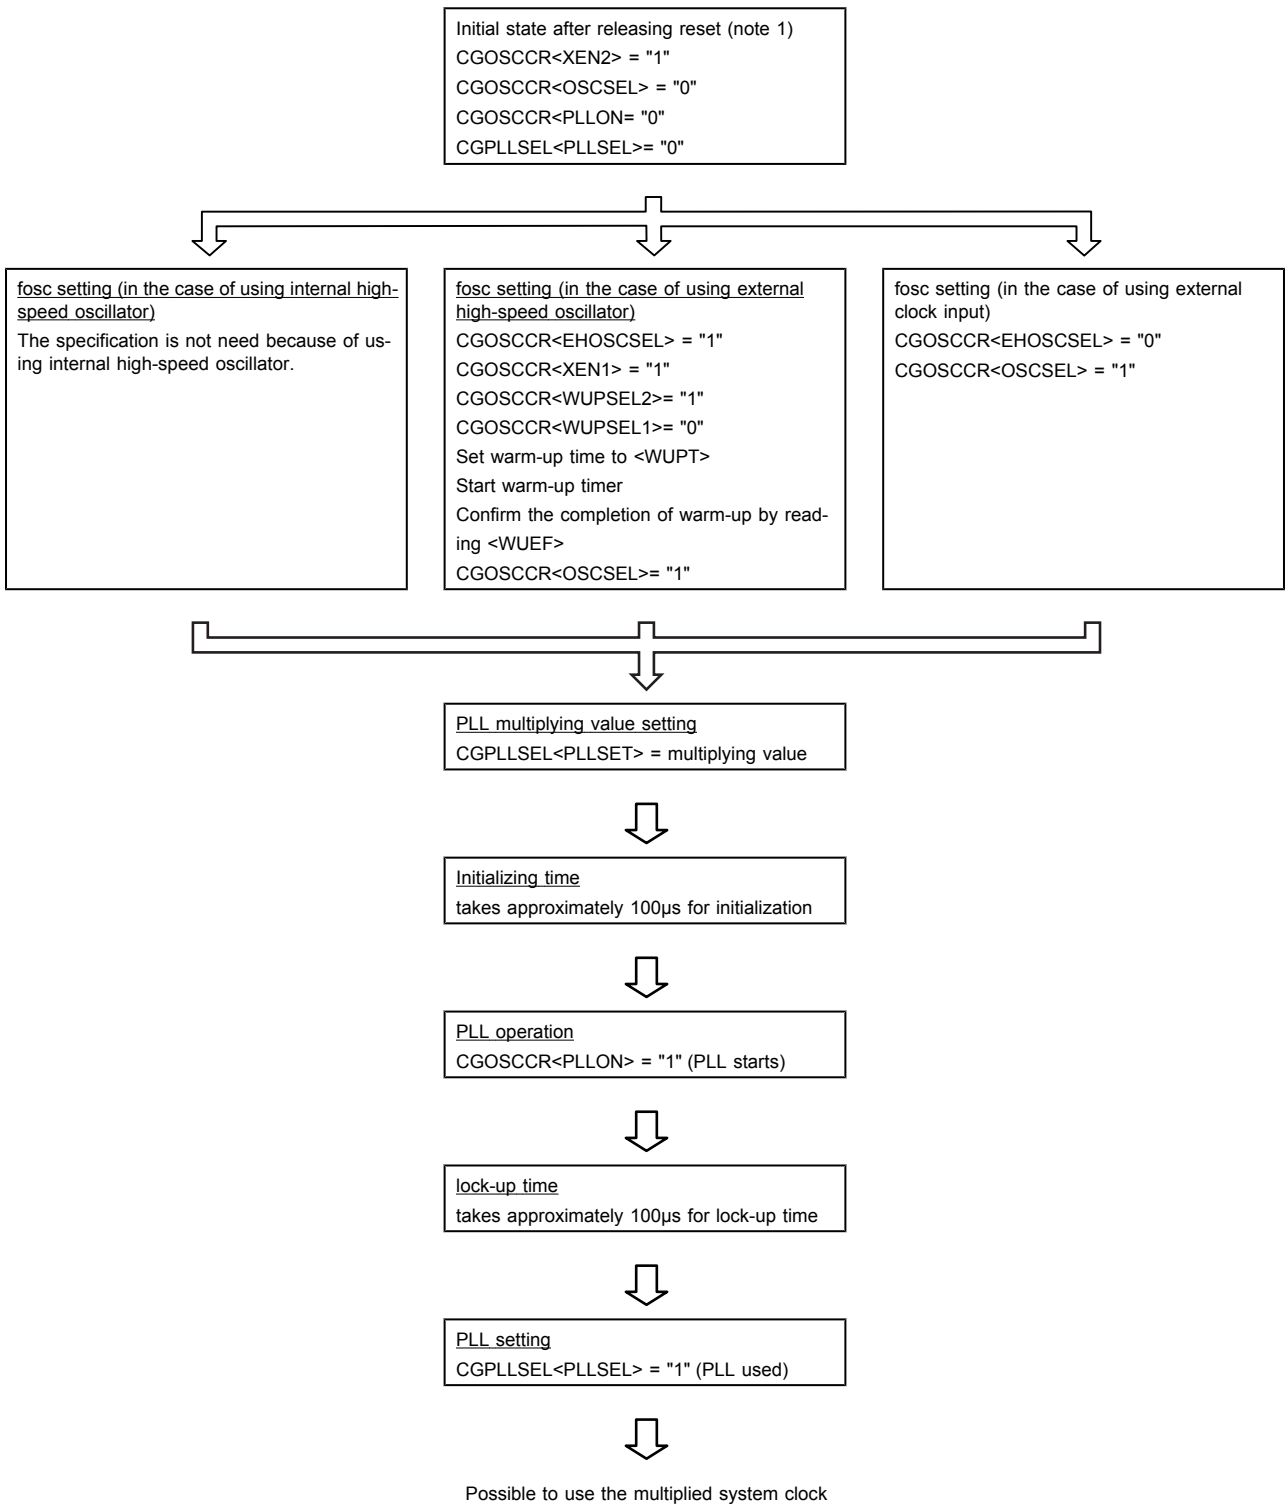 Initial state after releasing reset (note 1)
CGOSCCR<XEN2> = "1"
CGOSCCR<OSCSEL> = "0"
CGOSCCR<PLLON= "0"
CGPLLSEL<PLLSEL>= "0"
fosc setting (in the case of using internal high-
speed oscillator)
The specification is not need because of us-
ing internal high-speed oscillator.
fosc setting (in the case of using external
high-speed oscillator)
CGOSCCR<EHOSCSEL> = "1"
CGOSCCR<XEN1> = "1"
CGOSCCR<WUPSEL2>= "1"
CGOSCCR<WUPSEL1>= "0"
Set warm-up time to <WUPT>
Start warm-up timer
Confirm the completion of warm-up by read-
ing <WUEF>
CGOSCCR<OSCSEL>= "1"
fosc setting (in the case of using external
clock input)
CGOSCCR<EHOSCSEL> = "0"
CGOSCCR<OSCSEL> = "1"
PLL multiplying value setting
CGPLLSEL<PLLSET> = multiplying value
Initializing time
takes approximately 100μs for initialization
PLL operation
CGOSCCR<PLLON> = "1" (PLL starts)
lock-up time
takes approximately 100μs for lock-up time
PLL setting
CGPLLSEL<PLLSEL> = "1" (PLL used)
Possible to use the multiplied system clock